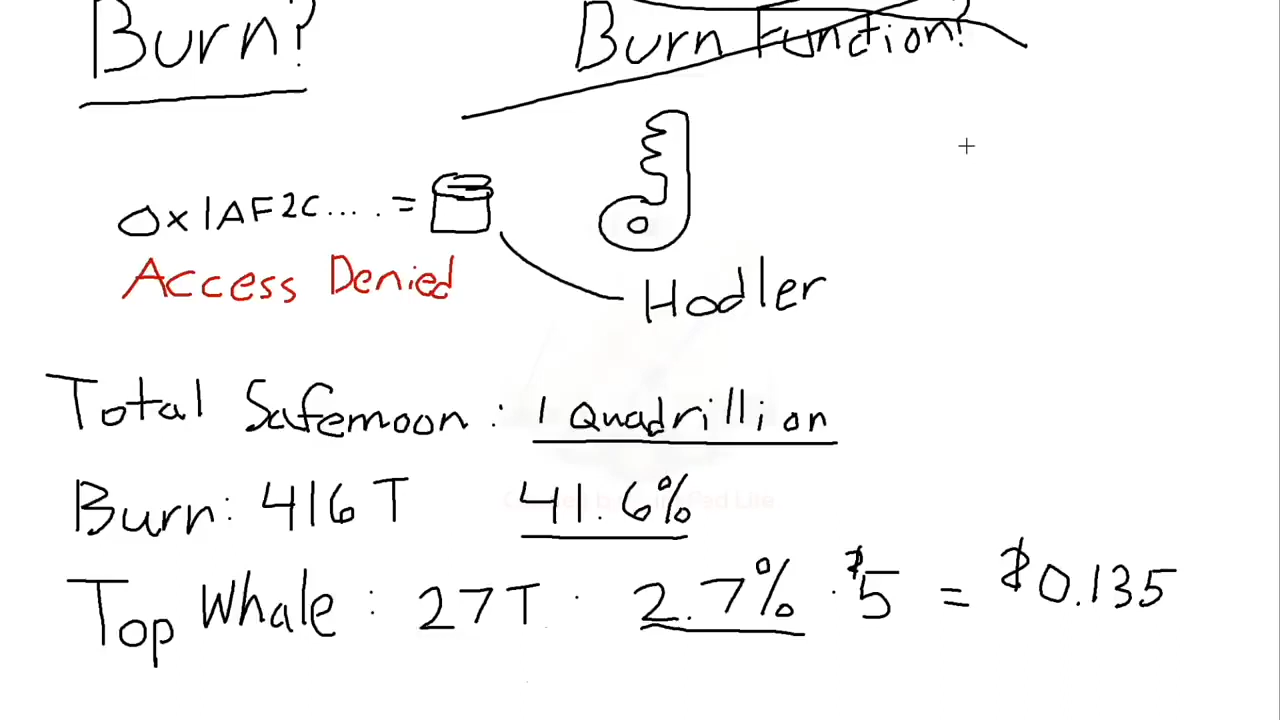 Burn?
Burn Function?
0x1AF2C..... =
Access Denied
Hodler
Total Safemoon: 1 Quadrillion
Burn: 416 T 41.6%
Top Whale: 27T · 2.7% · $5 = $0.135